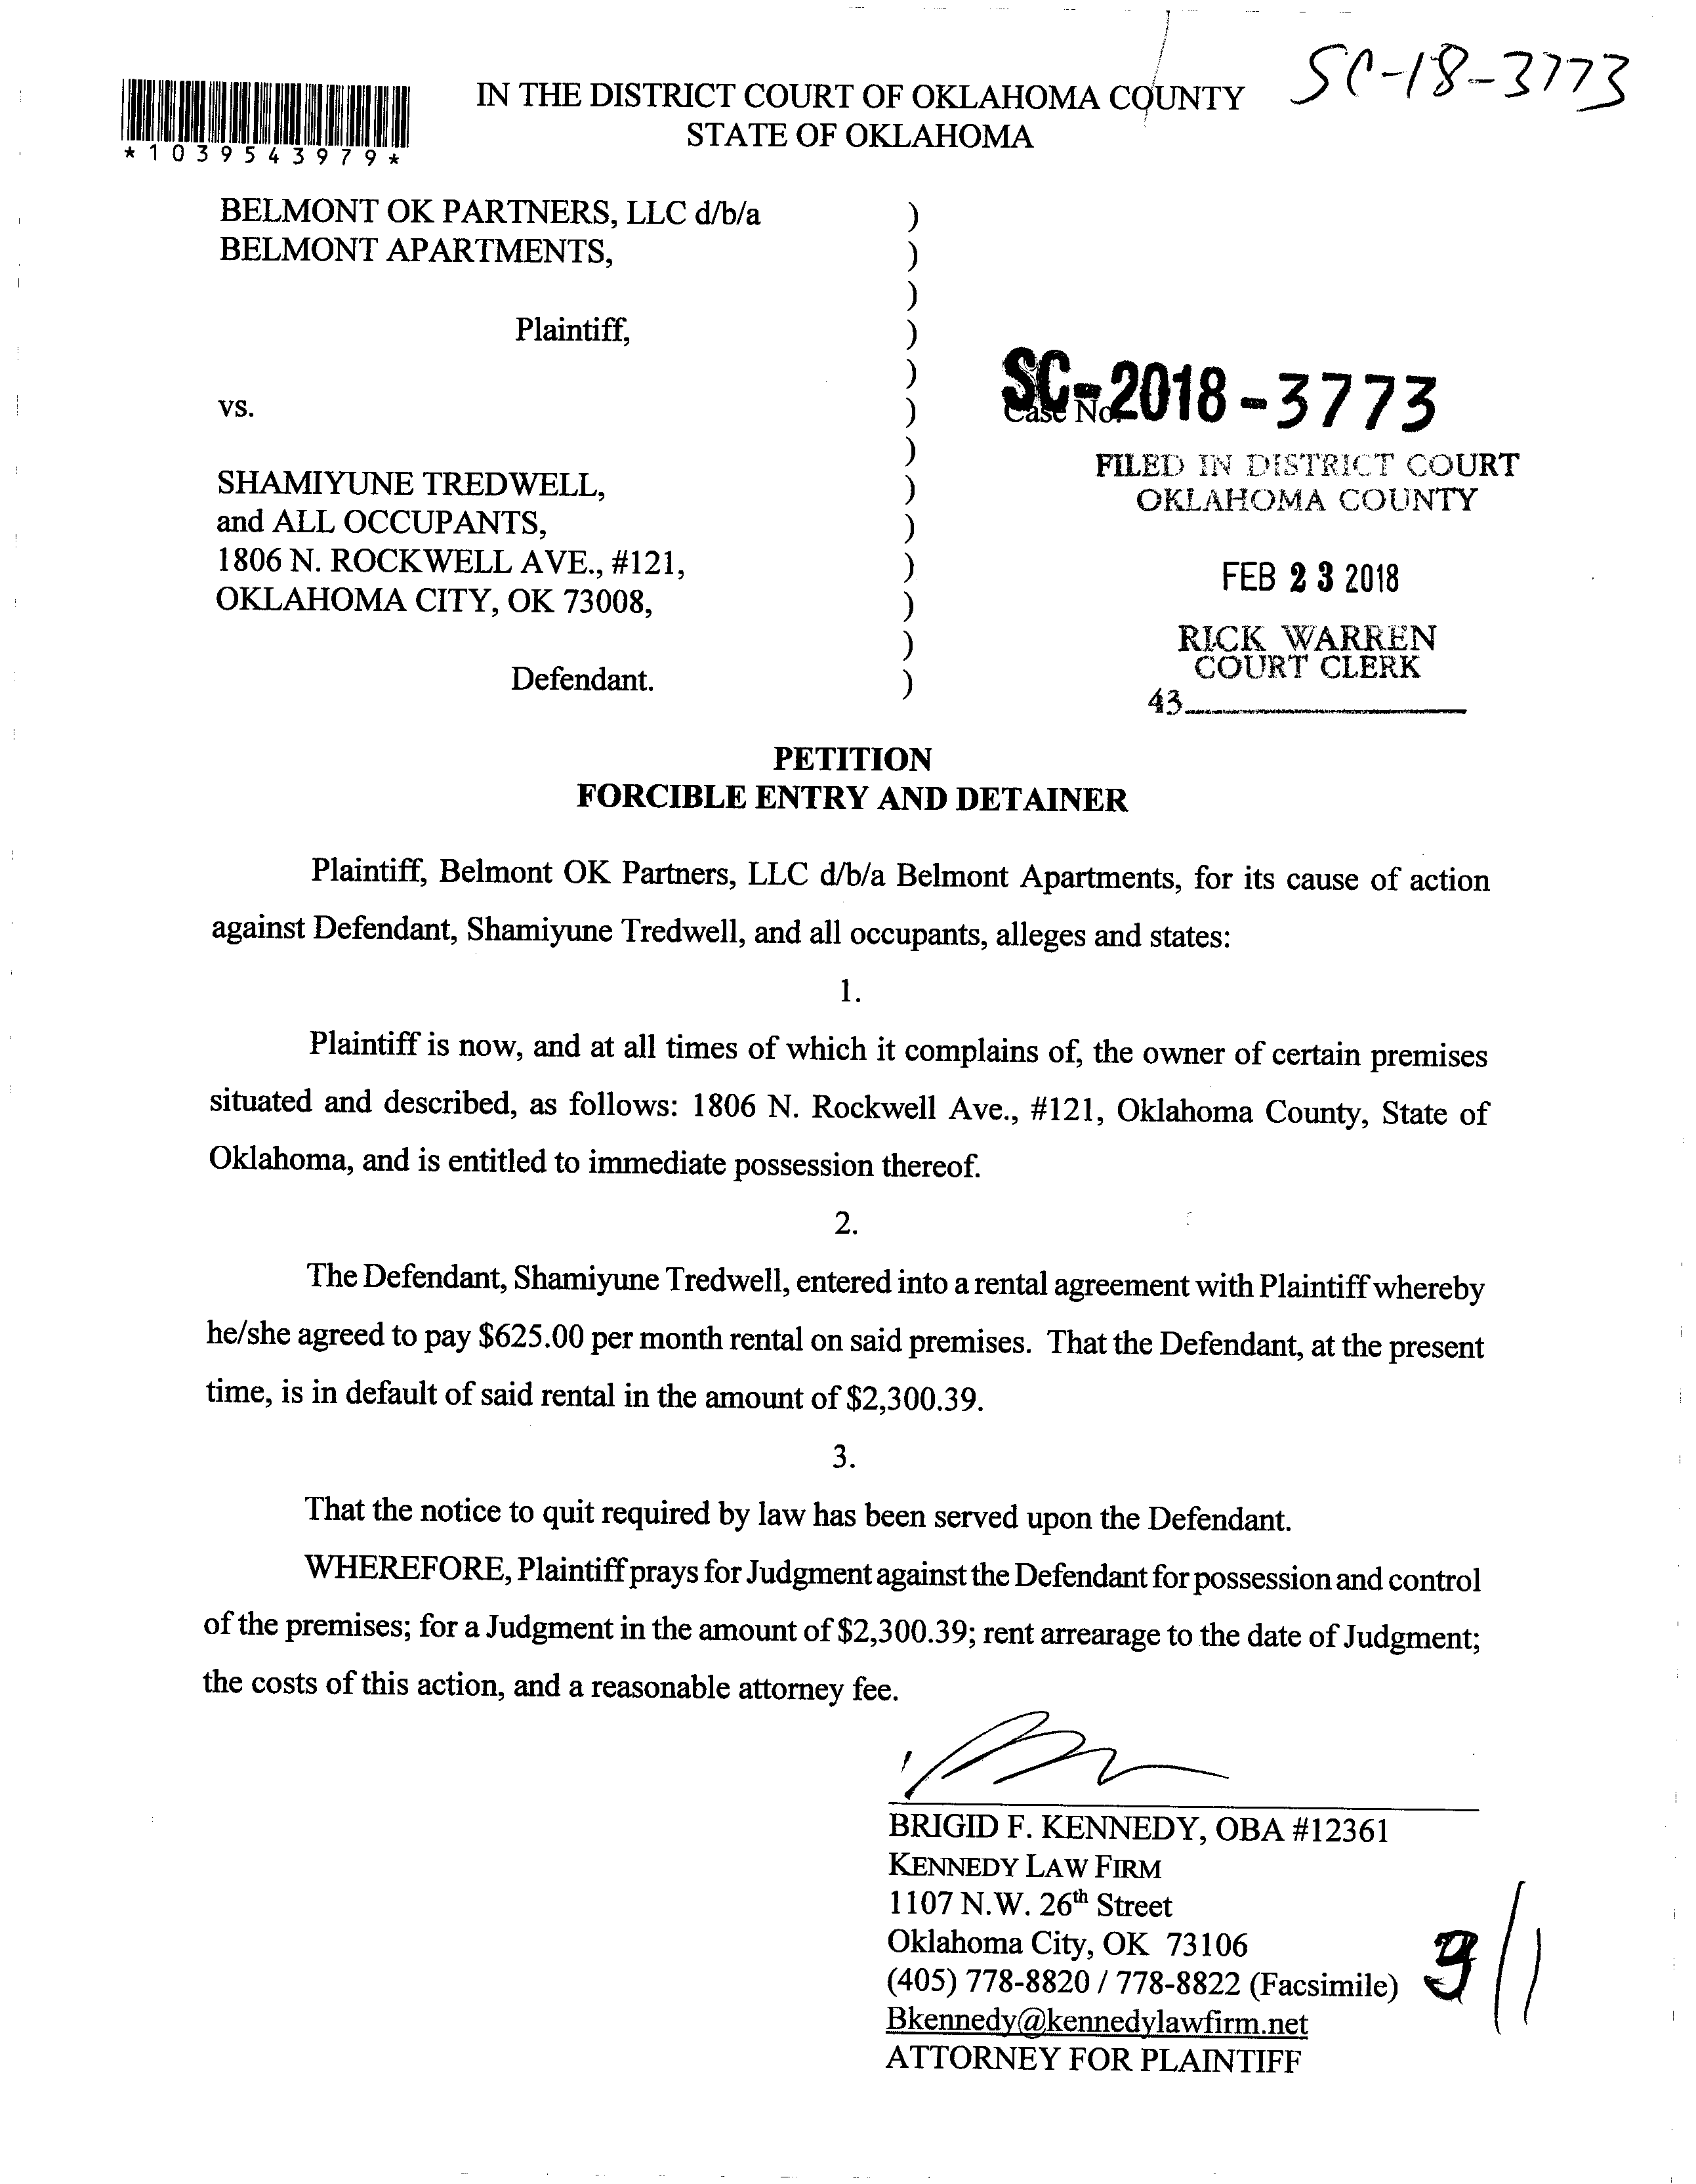 SC-18-3773
IN THE DISTRICT COURT OF OKLAHOMA COUNTY
STATE OF OKLAHOMA
*1039543979*
BELMONT OK PARTNERS, LLC d/b/a )
BELMONT APARTMENTS, )
)
Plaintiff, )
)
vs. )
)
SHAMIYUNE TREDWELL, )
and ALL OCCUPANTS, )
1806 N. ROCKWELL AVE., #121, )
OKLAHOMA CITY, OK 73008, )
)
Defendant. )
Case No.
SC-2018-3773
FILED IN DISTRICT COURT
OKLAHOMA COUNTY
FEB 23 2018
RICK WARREN
COURT CLERK
43
PETITION
FORCIBLE ENTRY AND DETAINER
Plaintiff, Belmont OK Partners, LLC d/b/a Belmont Apartments, for its cause of action
against Defendant, Shamiyune Tredwell, and all occupants, alleges and states:
1.
Plaintiff is now, and at all times of which it complains of, the owner of certain premises
situated and described, as follows: 1806 N. Rockwell Ave., #121, Oklahoma County, State of
Oklahoma, and is entitled to immediate possession thereof.
2.
The Defendant, Shamiyune Tredwell, entered into a rental agreement with Plaintiff whereby
he/she agreed to pay $625.00 per month rental on said premises. That the Defendant, at the present
time, is in default of said rental in the amount of $2,300.39.
3.
That the notice to quit required by law has been served upon the Defendant.
WHEREFORE, Plaintiff prays for Judgment against the Defendant for possession and control
of the premises; for a Judgment in the amount of $2,300.39; rent arrearage to the date of Judgment;
the costs of this action, and a reasonable attorney fee.
BRIGID F. KENNEDY, OBA #12361
KENNEDY LAW FIRM
1107 N.W. 26th Street
Oklahoma City, OK 73106
(405) 778-8820 / 778-8822 (Facsimile)
Bkennedy@kennedylawfirm.net
ATTORNEY FOR PLAINTIFF